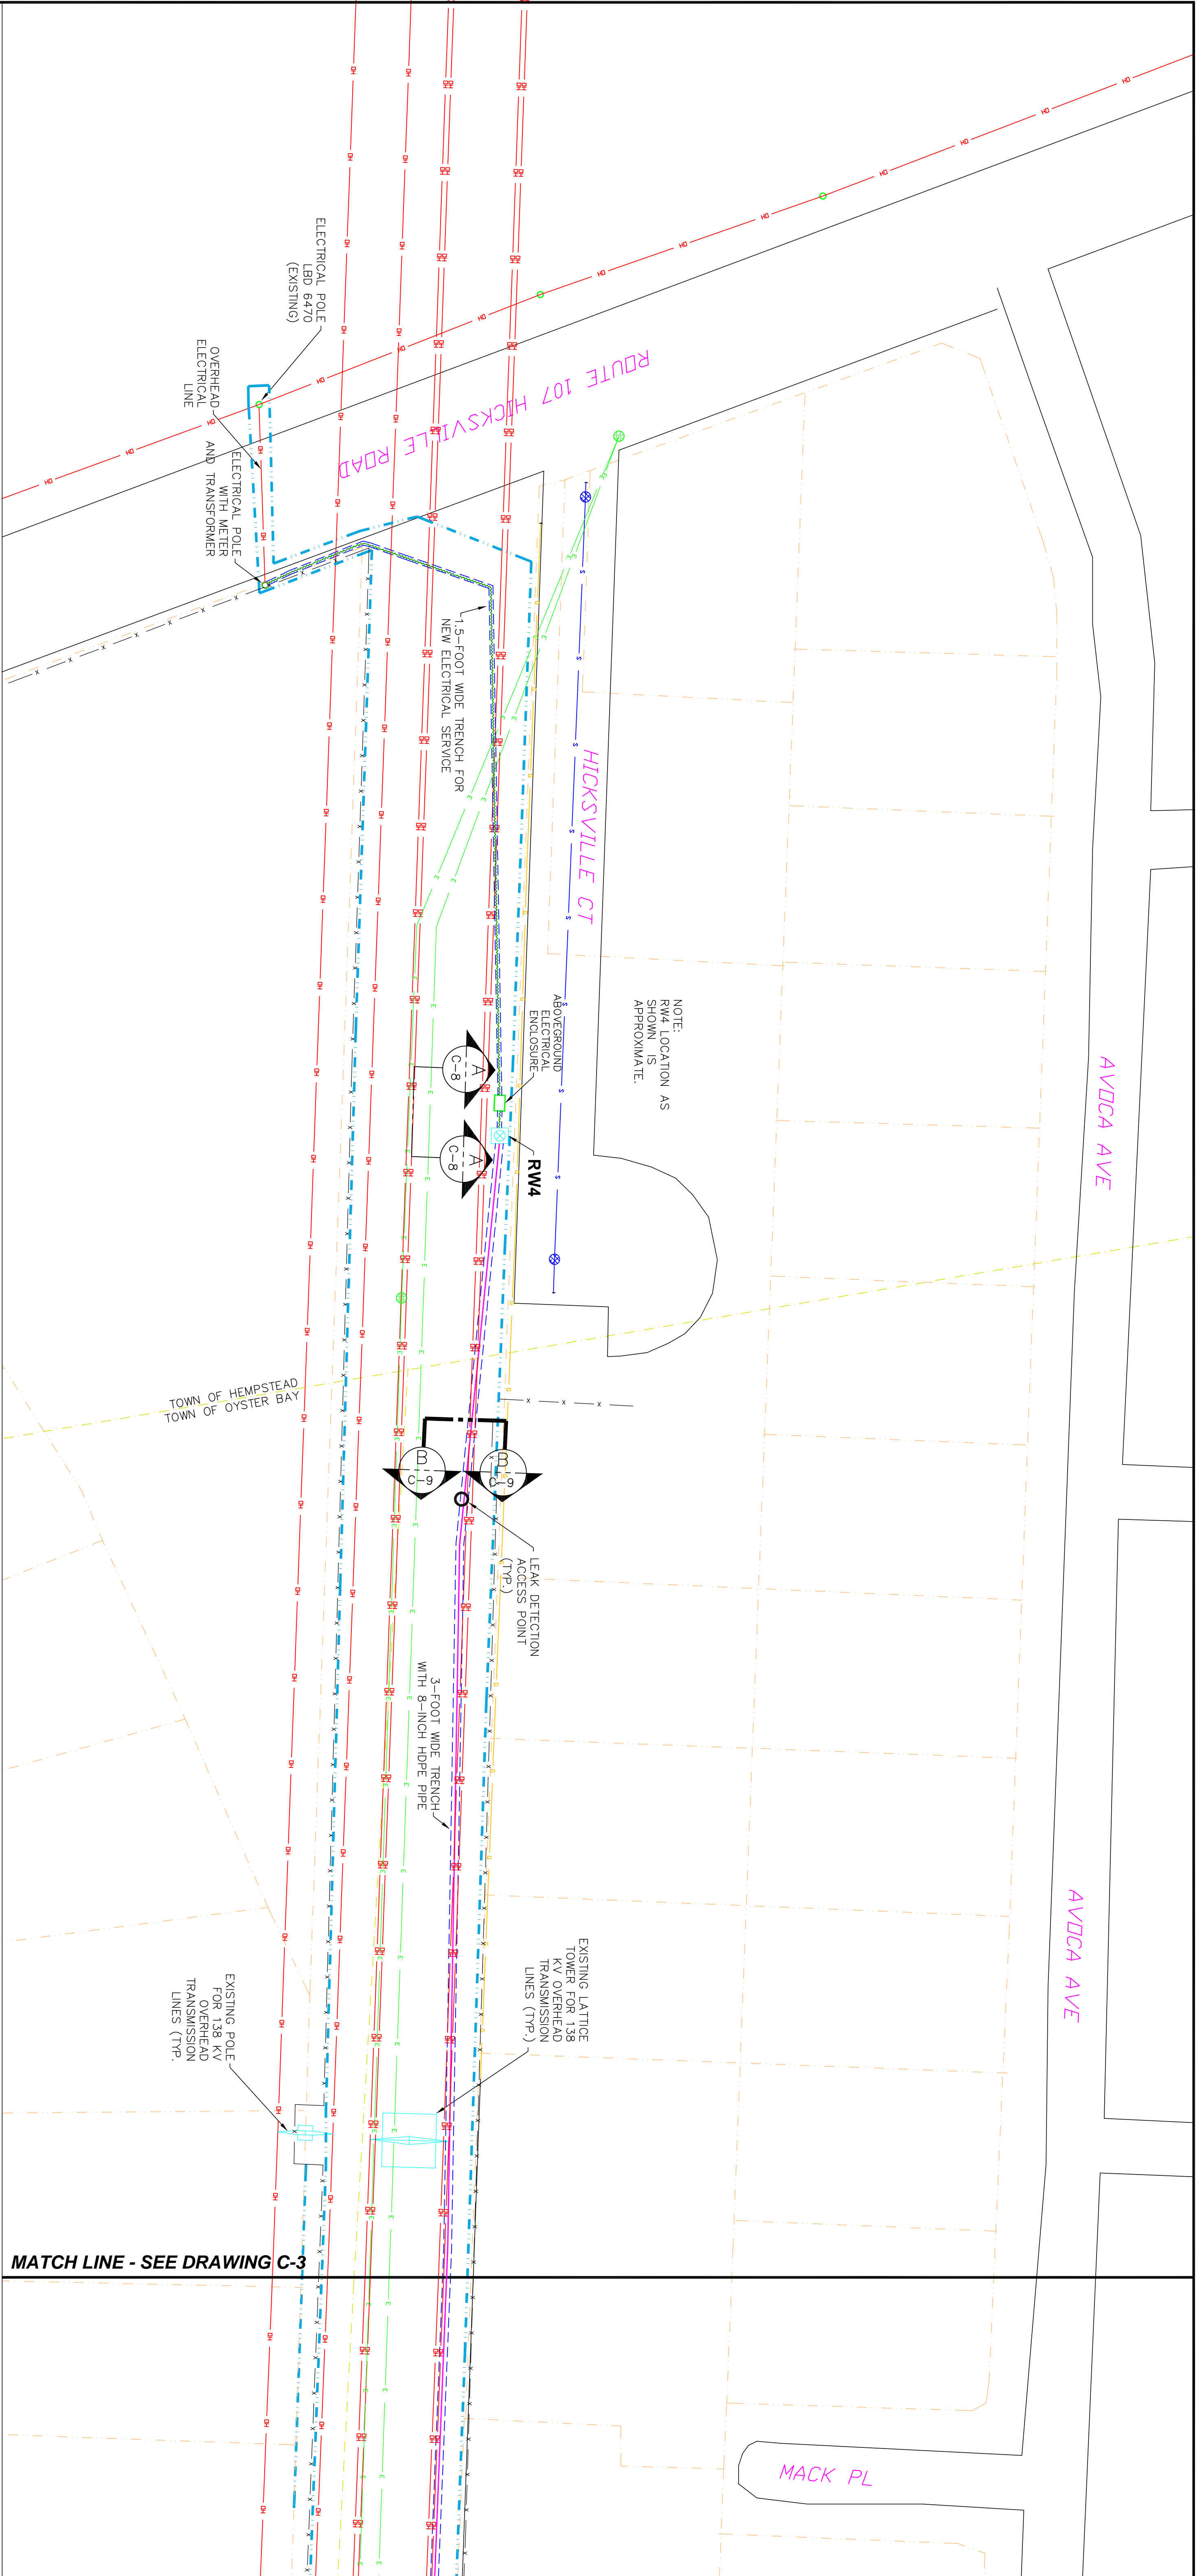 ELECTRICAL POLE
LBD 6470
(EXISTING)
OVERHEAD
ELECTRICAL
LINE
ELECTRICAL POLE
WITH METER
AND TRANSFORMER
ROUTE 107 HICKSVILLE ROAD
1.5-FOOT WIDE TRENCH FOR
NEW ELECTRICAL SERVICE
HICKSVILLE CT
NOTE:
RW4 LOCATION AS
SHOWN IS
APPROXIMATE.
ABOVEGROUND
ELECTRICAL
ENCLOSURE
A
C-8
A
C-8
RW4
AVOCA AVE
TOWN OF HEMPSTEAD
TOWN OF OYSTER BAY
B
C-9
B
C-9
LEAK DETECTION
ACCESS POINT
(TYP.)
3-FOOT WIDE TRENCH
WITH 8-INCH HDPE PIPE
AVOCA AVE
EXISTING LATTICE
TOWER FOR 138
KV OVERHEAD
TRANSMISSION
LINES (TYP.)
EXISTING POLE
FOR 138 KV
OVERHEAD
TRANSMISSION
LINES (TYP.
MATCH LINE - SEE DRAWING C-3
MACK PL